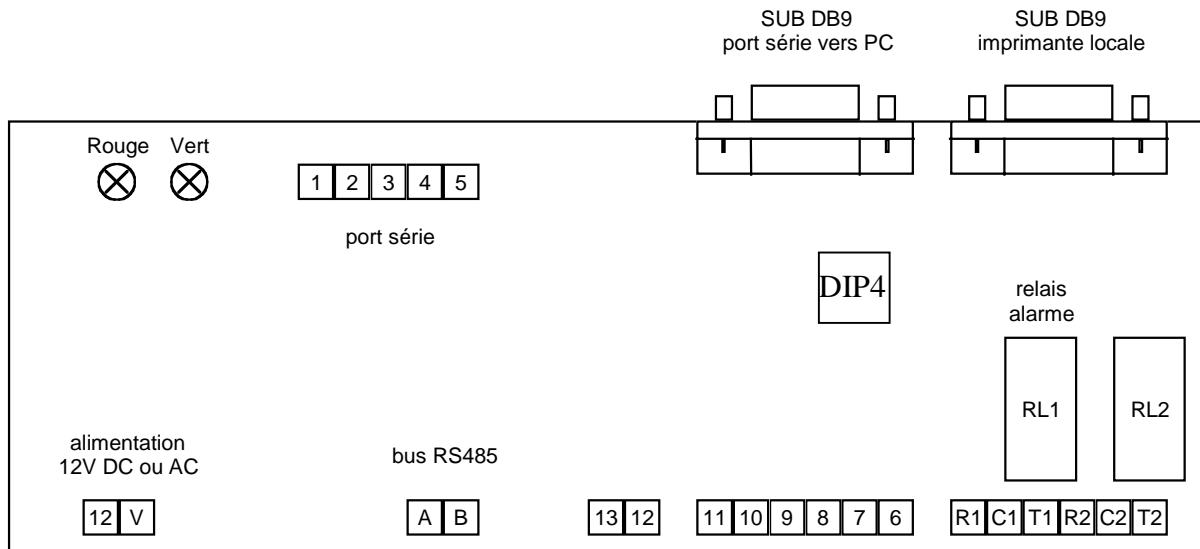 SUB DB9
port série vers PC
SUB DB9
imprimante locale
Rouge Vert
1 2 3 4 5
port série
DIP4
relais
alarme
RL1 RL2
alimentation
12V DC ou AC
bus RS485
12 V A B 13 12 11 10 9 8 7 6 R1 C1 T1 R2 C2 T2